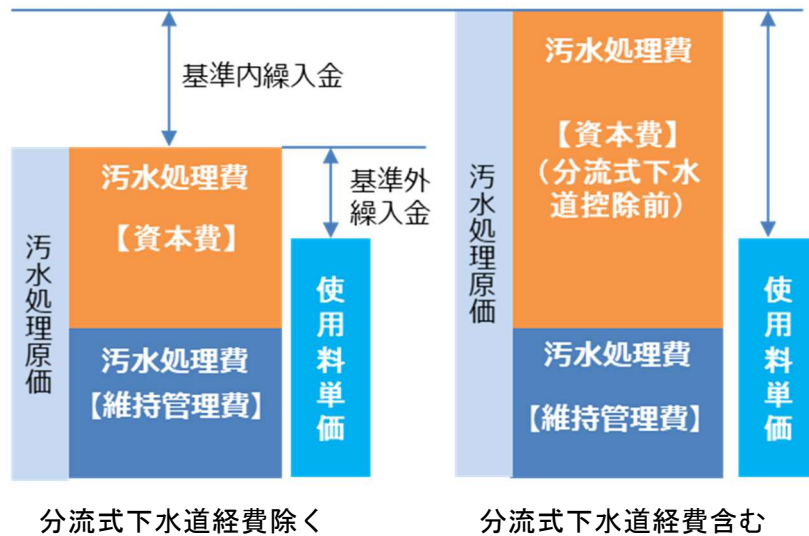 基準内繰入金
汚水処理原価
汚水処理費
【資本費】
汚水処理費
【維持管理費】
基準外
繰入金
使用料単価
分流式下水道経費除く
汚水処理原価
汚水処理費
【資本費】
(分流式下水
道控除前)
汚水処理費
【維持管理費】
使用料単価
分流式下水道経費含む